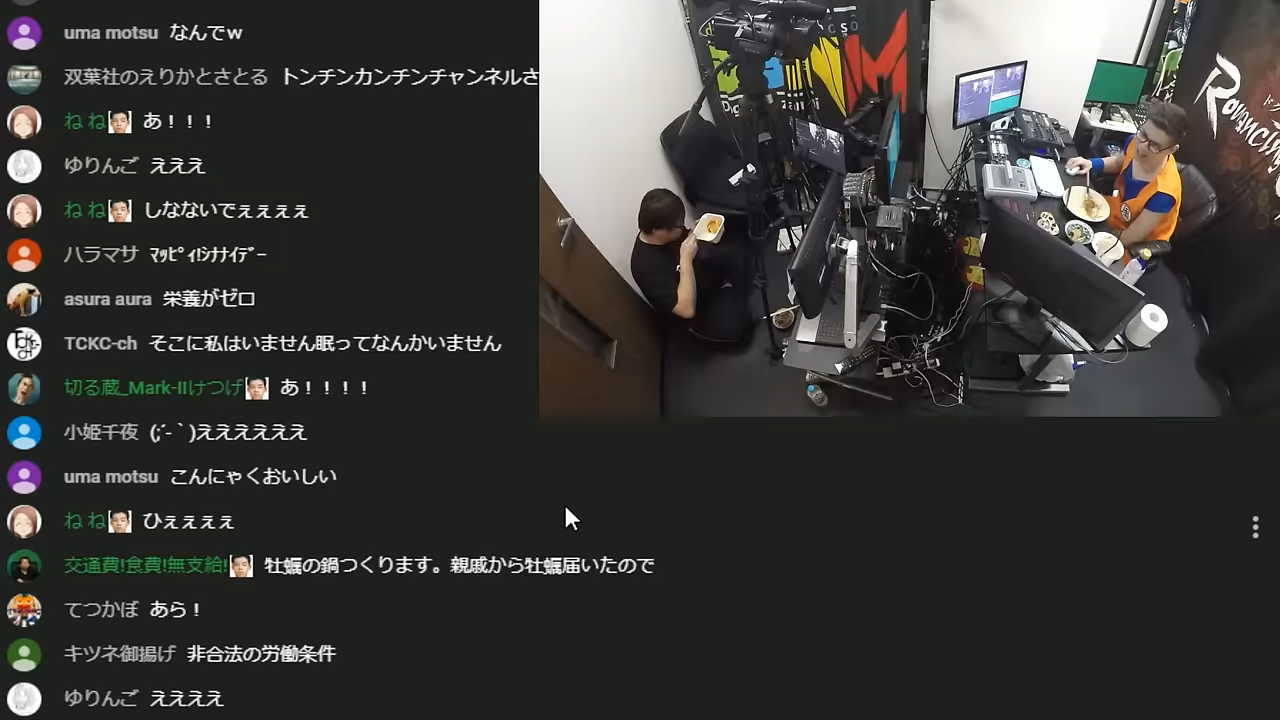 uma motsu なんでw
双葉社のえりかとさとる トンチンカンチンチャンネルさ
ね ね あ！！！
ゆりんご えええ
ね ね しなないでぇぇぇぇ
ハラマサ ﾏｯﾋﾟｨ!ｼﾅﾅｲﾃﾞｰ
asura aura 栄養がゼロ
TCKC-ch そこに私はいません眠ってなんかいません
切る蔵_Mark-IIけつげ あ！！！！
小姫千夜 (;´-｀)ええええええ
uma motsu こんにゃくおいしい
ね ね ひぇぇぇぇ
交通費!食費!無支給! 牡蠣の鍋つくります。親戚から牡蠣届いたので
てつかぼ あら！
キツネ御揚げ 非合法の労働条件
ゆりんご ええええ
Romancing